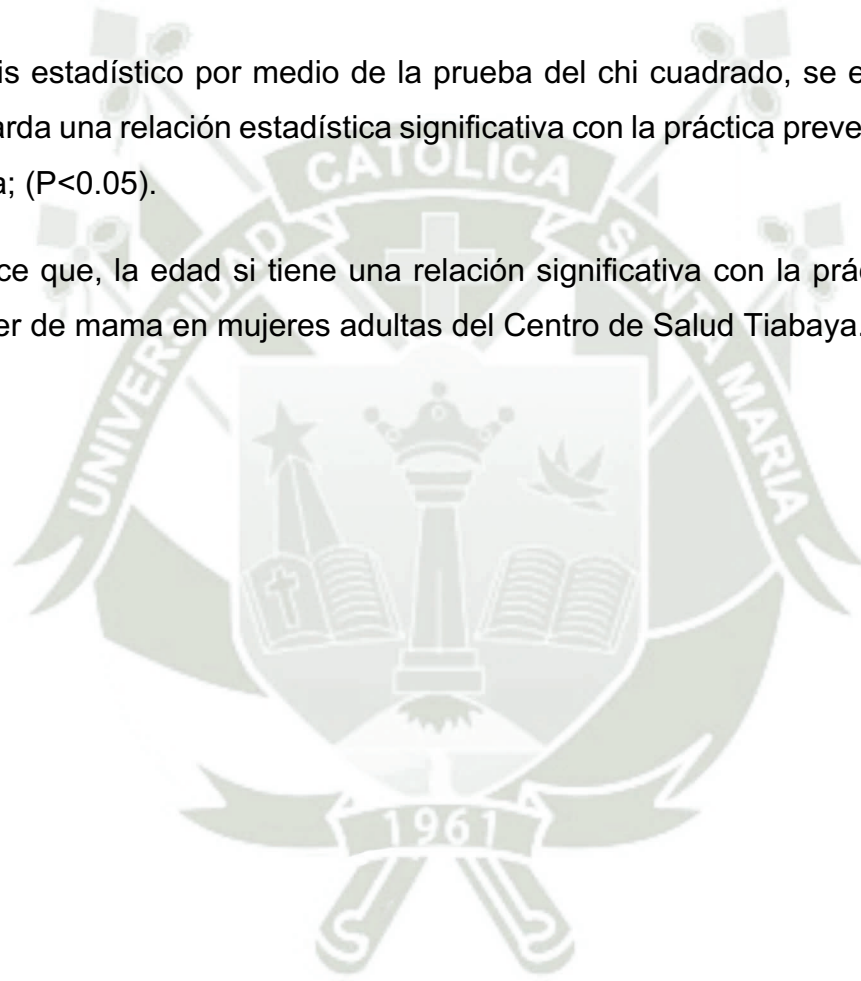 is estadístico por medio de la prueba del chi cuadrado, se e
arda una relación estadística significativa con la práctica preve
a; (P<0.05).
ce que, la edad si tiene una relación significativa con la prá
er de mama en mujeres adultas del Centro de Salud Tiabaya.
UNIVERSIDAD CATÓLICA SANTA MARIA
1961